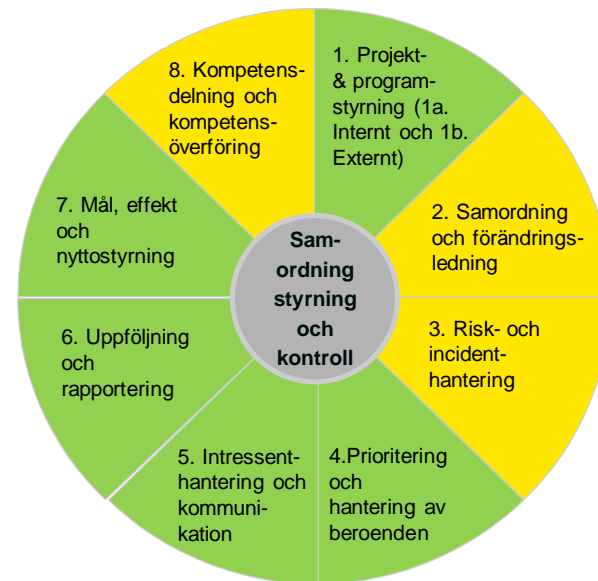 1. Projekt-
& program-
styrning (1a.
Internt och 1b.
Externt)
2. Samordning
och förändrings-
ledning
3. Risk- och
incident-
hantering
4.Prioritering
och
hantering av
beroenden
5. Intressent-
hantering och
kommuni-
kation
6. Uppföljning
och
rapportering
7. Mål, effekt
och
nyttostyrning
8. Kompetens-
delning och
kompetens-
överföring
Sam-
ordning
styrning
och
kontroll